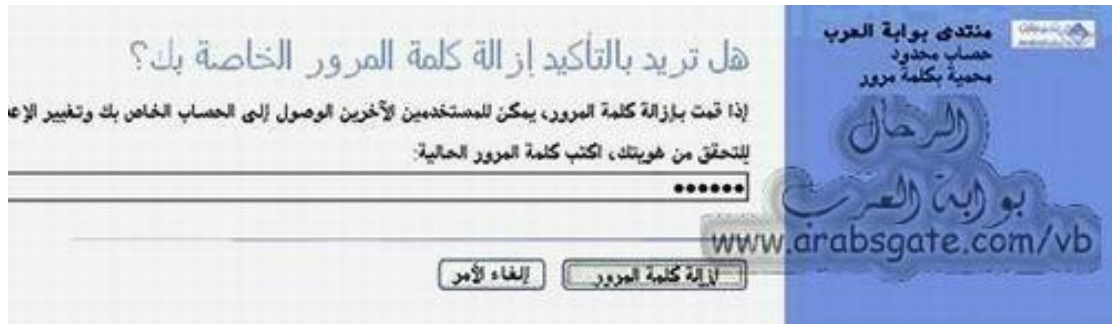 منتدى بوابة العرب
حساب محدود
محمية بكلمة مرور
هل تريد بالتأكيد إزالة كلمة المرور الخاصة بك؟
إذا قمت بإزالة كلمة المرور، يمكن للمستخدمين الآخرين الوصول إلى الحساب الخاص بك وتغيير
للتحقق من هويتك، اكتب كلمة المرور الحالية:
••••••
إزالة كلمة المرور إلغاء الأمر
الرحال
بوابة العرب
www.arabsgate.com/vb